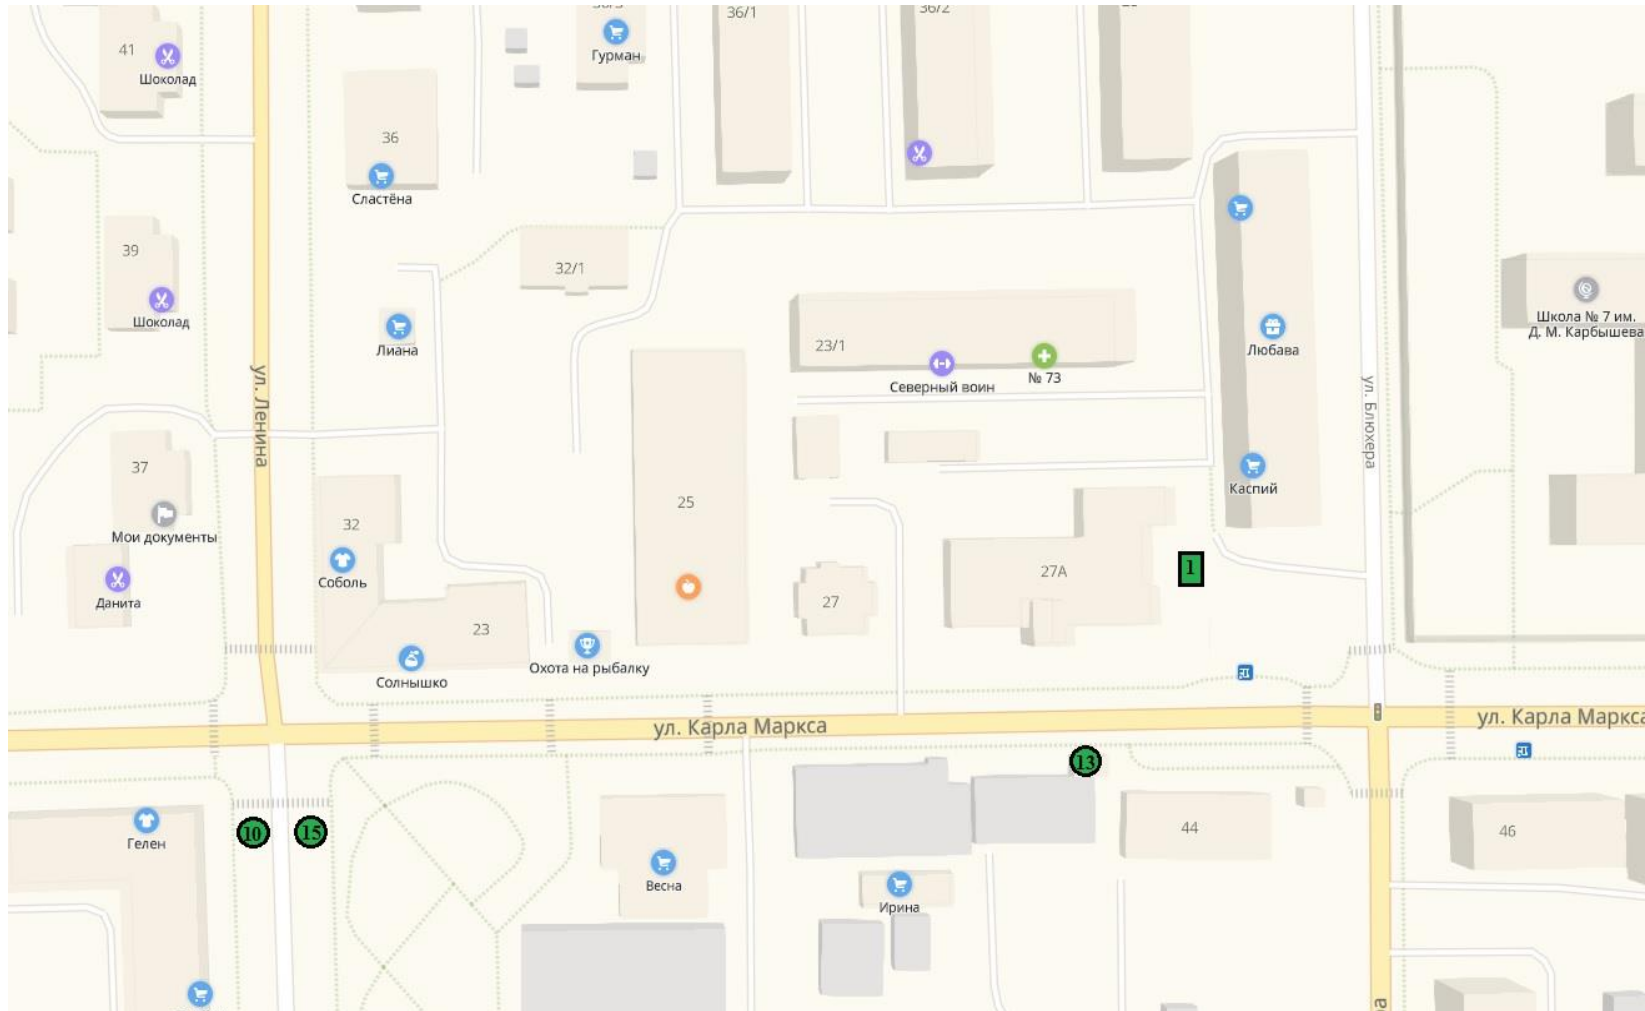 36/1
36/2
41
Шоколад
Гурман
36
Сластёна
39
Шоколад
32/1
Лиана
23/1
Северный воин
№ 73
Любава
Школа № 7 им.
Д. М. Карбышева
ул. Ленина
ул. Блюхера
37
Мои документы
Данита
32
Соболь
25
Каспий
27А
1
27
23
Солнышко
Охота на рыбалку
ул. Карла Маркса
ул. Карла Маркса
13
Гелен
10
15
Весна
44
46
Ирина